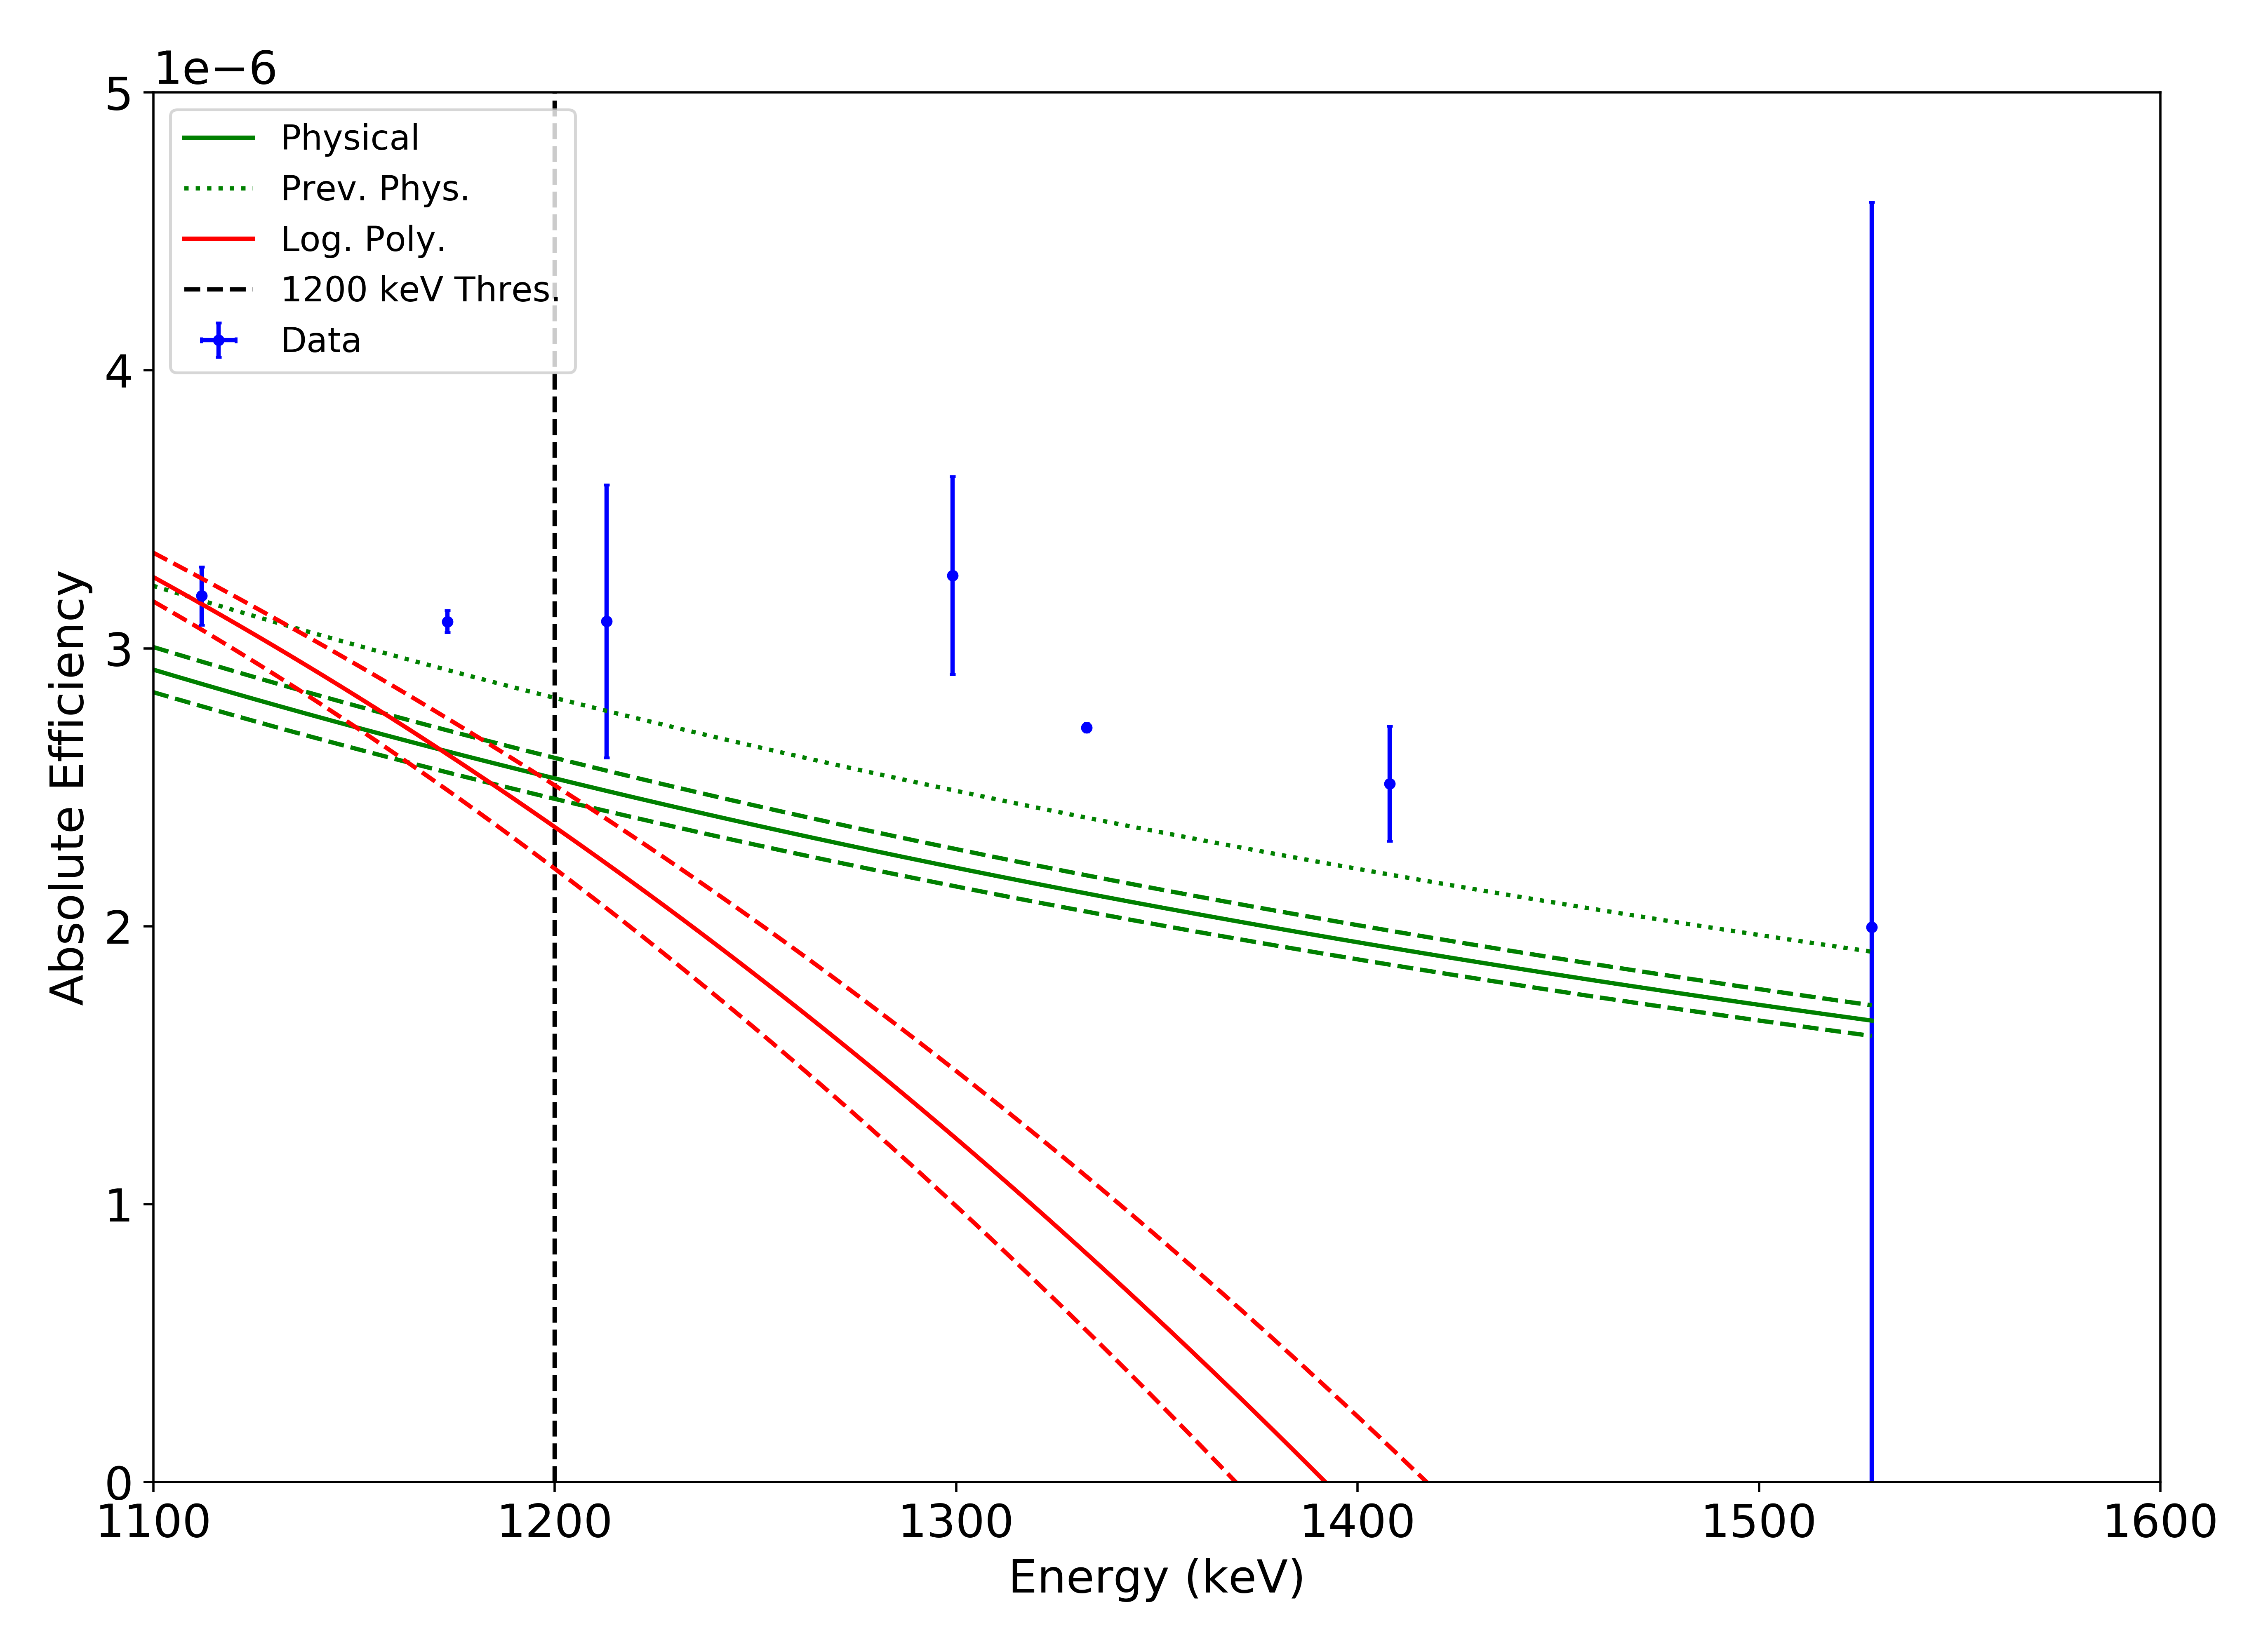 1e−6
5
4
3
2
1
0
Absolute Efficiency
Physical
Prev. Phys.
Log. Poly.
1200 keV Thres.
Data
1100 1200 1300 1400 1500 1600
Energy (keV)